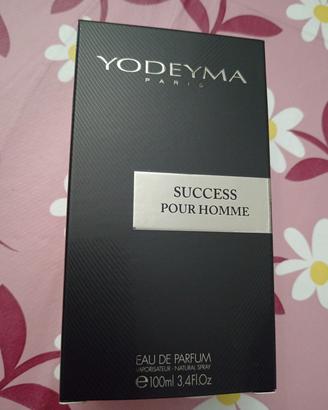 YODEYMA
PARIS
SUCCESS
POUR HOMME
EAU DE PARFUM
VAPORISATEUR - NATURAL SPRAY
℮100ml 3,4Fl.Oz